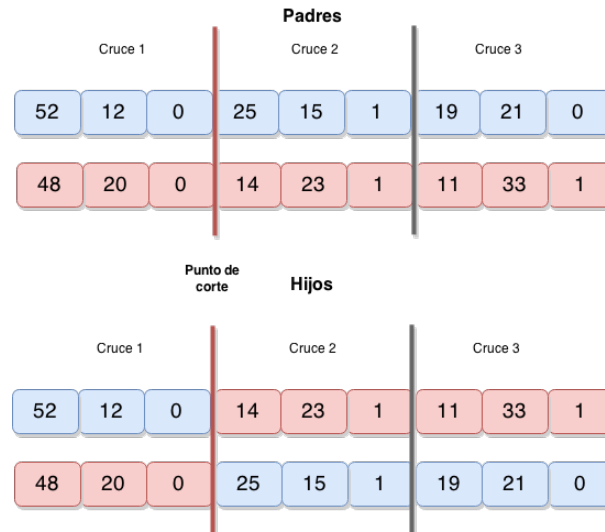 Padres
Cruce 1 Cruce 2 Cruce 3
52 12 0 25 15 1 19 21 0
48 20 0 14 23 1 11 33 1
Punto de
corte
Hijos
Cruce 1 Cruce 2 Cruce 3
52 12 0 14 23 1 11 33 1
48 20 0 25 15 1 19 21 0